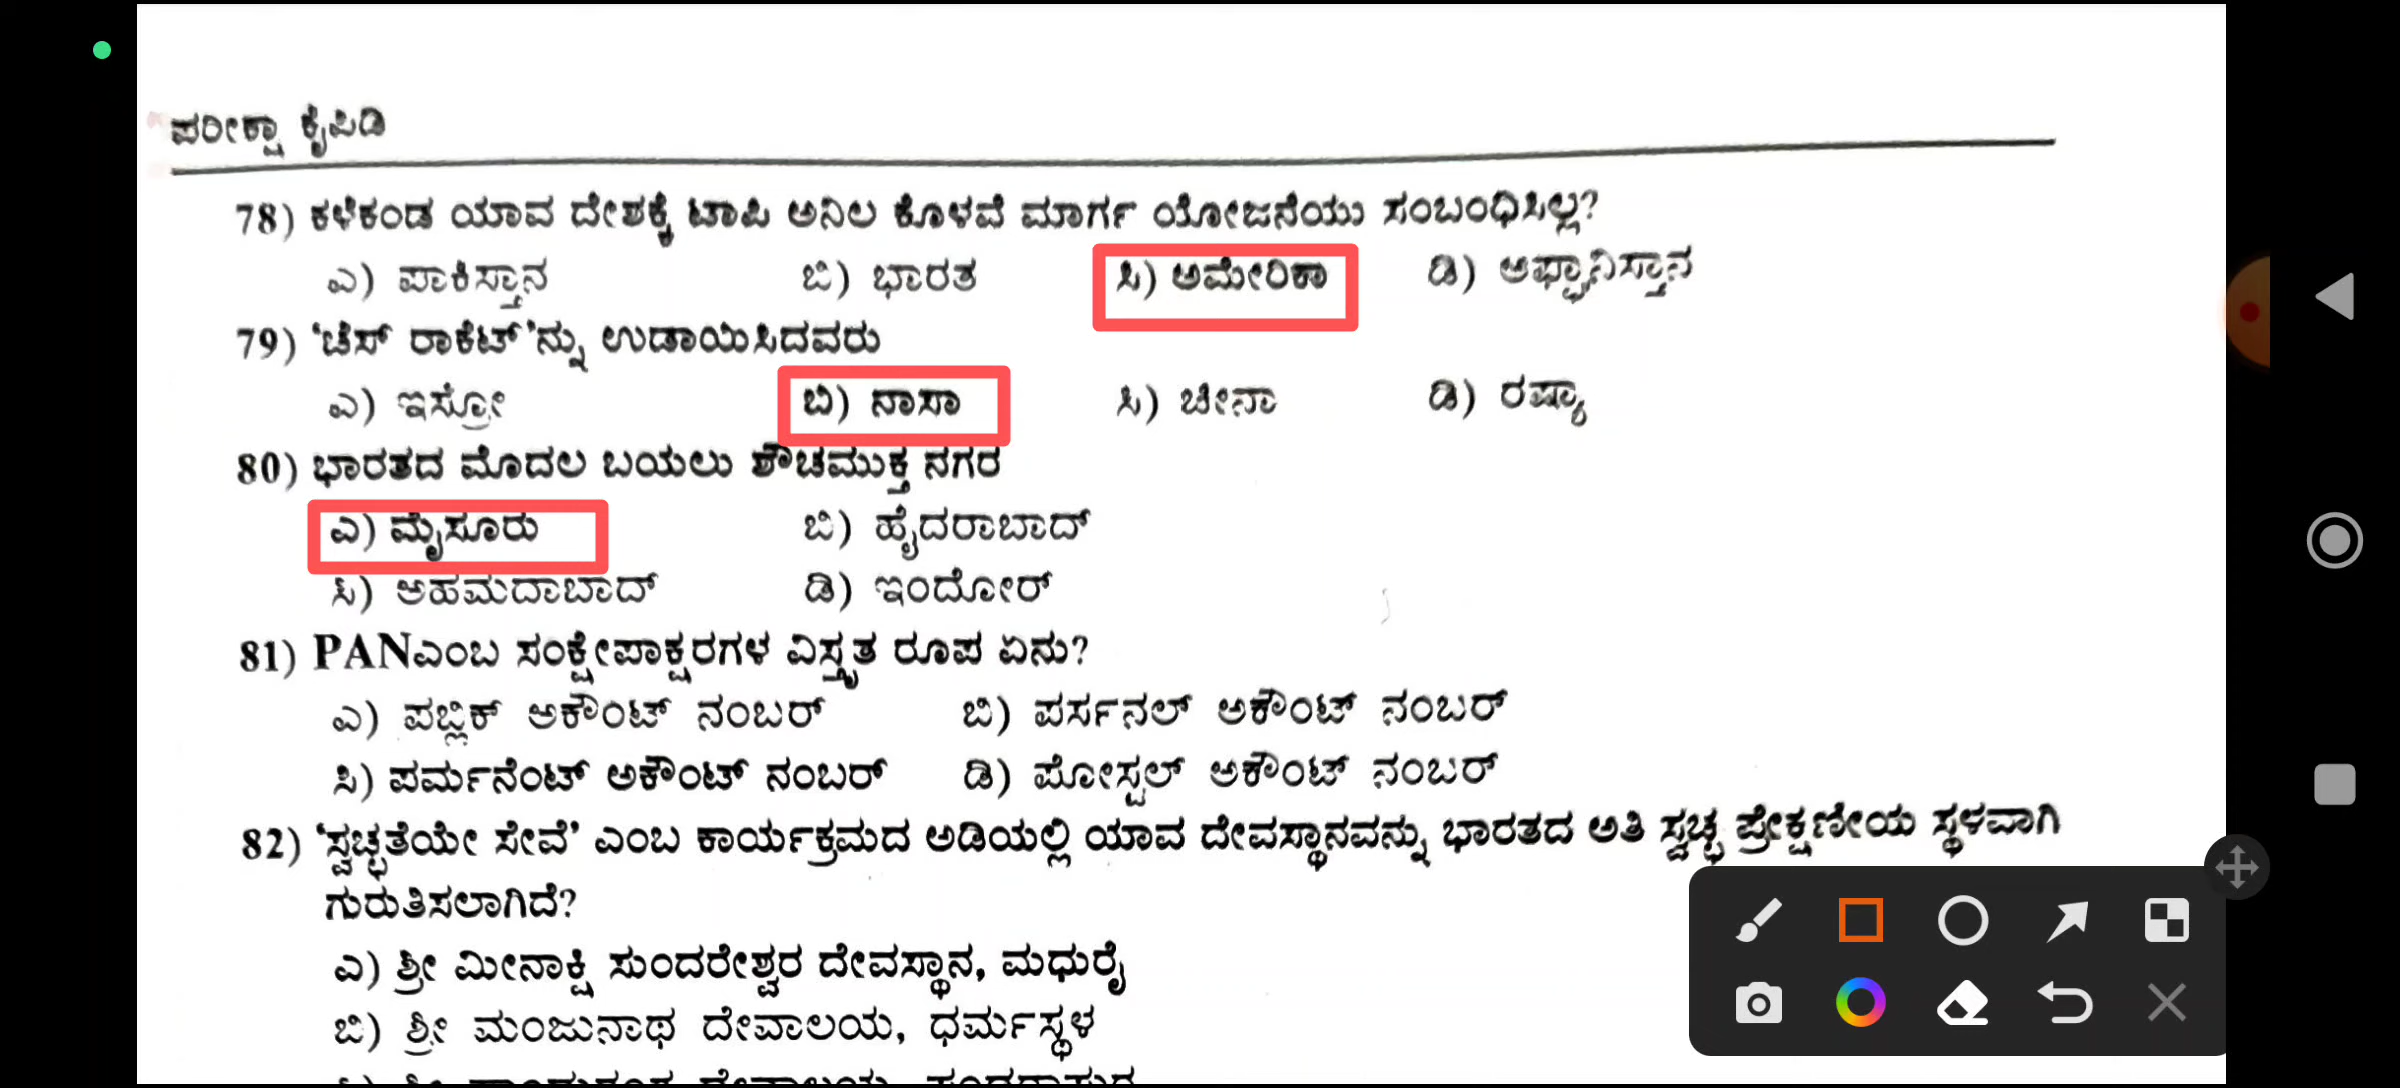 ಪರೀಕ್ಷಾ ಕೈಪಿಡಿ
78) ಕೆಳಕಂಡ ಯಾವ ದೇಶಕ್ಕೆ ಟಾಪಿ ಅನಿಲ ಕೊಳವೆ ಮಾರ್ಗ ಯೋಜನೆಯು ಸಂಬಂಧಿಸಿಲ್ಲ?
ಎ) ಪಾಕಿಸ್ತಾನ ಬಿ) ಭಾರತ ಸಿ) ಅಮೇರಿಕಾ ಡಿ) ಅಫ್ಘಾನಿಸ್ತಾನ
79) 'ಚೆಸ್ ರಾಕೆಟ್'ನ್ನು ಉಡಾಯಿಸಿದವರು
ಎ) ಇಸ್ರೋ ಬಿ) ನಾಸಾ ಸಿ) ಚೀನಾ ಡಿ) ರಷ್ಯಾ
80) ಭಾರತದ ಮೊದಲ ಬಯಲು ಶೌಚಮುಕ್ತ ನಗರ
ಎ) ಮೈಸೂರು ಬಿ) ಹೈದರಾಬಾದ್
ಸಿ) ಅಹಮದಾಬಾದ್ ಡಿ) ಇಂದೋರ್
81) PANಎಂಬ ಸಂಕ್ಷೇಪಾಕ್ಷರಗಳ ವಿಸ್ತೃತ ರೂಪ ಏನು?
ಎ) ಪಬ್ಲಿಕ್ ಅಕೌಂಟ್ ನಂಬರ್ ಬಿ) ಪರ್ಸನಲ್ ಅಕೌಂಟ್ ನಂಬರ್
ಸಿ) ಪರ್ಮನೆಂಟ್ ಅಕೌಂಟ್ ನಂಬರ್ ಡಿ) ಪೋಸ್ಟಲ್ ಅಕೌಂಟ್ ನಂಬರ್
82) 'ಸ್ವಚ್ಛತೆಯೇ ಸೇವೆ' ಎಂಬ ಕಾರ್ಯಕ್ರಮದ ಅಡಿಯಲ್ಲಿ ಯಾವ ದೇವಸ್ಥಾನವನ್ನು ಭಾರತದ ಅತಿ ಸ್ವಚ್ಛ ಪ್ರೇಕ್ಷಣೀಯ ಸ್ಥಳವಾಗಿ
ಗುರುತಿಸಲಾಗಿದೆ?
ಎ) ಶ್ರೀ ಮೀನಾಕ್ಷಿ ಸುಂದರೇಶ್ವರ ದೇವಸ್ಥಾನ, ಮಧುರೈ
ಬಿ) ಶ್ರೀ ಮಂಜುನಾಥ ದೇವಾಲಯ, ಧರ್ಮಸ್ಥಳ